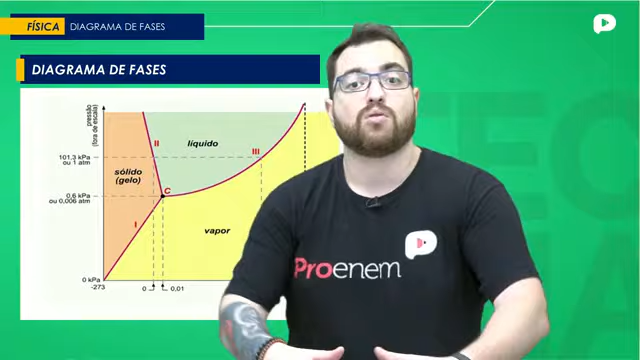 FÍSICA DIAGRAMA DE FASES
DIAGRAMA DE FASES
pressão
(fora de escala)
II
líquido
III
101,3 kPa
ou 1 atm
sólido
(gelo)
C
0,6 kPa
ou 0,006 atm
I
vapor
0 kPa
-273
0
0,01
Proenem